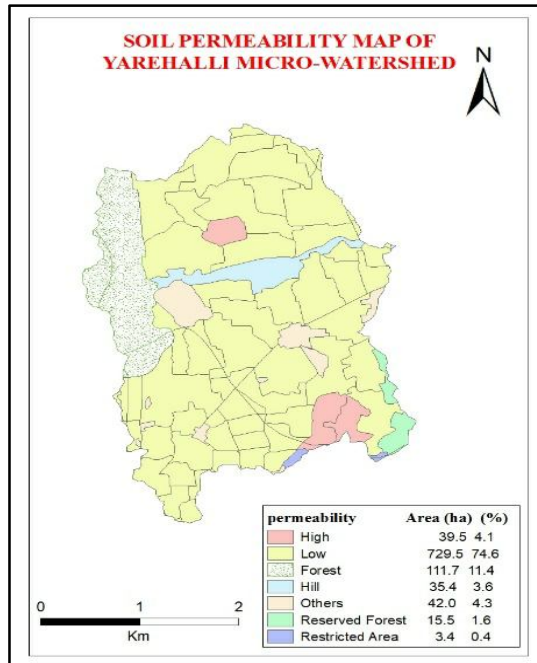 SOIL PERMEABILITY MAP OF
YAREHALLI MICRO-WATERSHED
N
permeability Area (ha) (%)
High 39.5 4.1
Low 729.5 74.6
Forest 111.7 11.4
Hill 35.4 3.6
Others 42.0 4.3
Reserved Forest 15.5 1.6
Restricted Area 3.4 0.4
0 1 2
Km